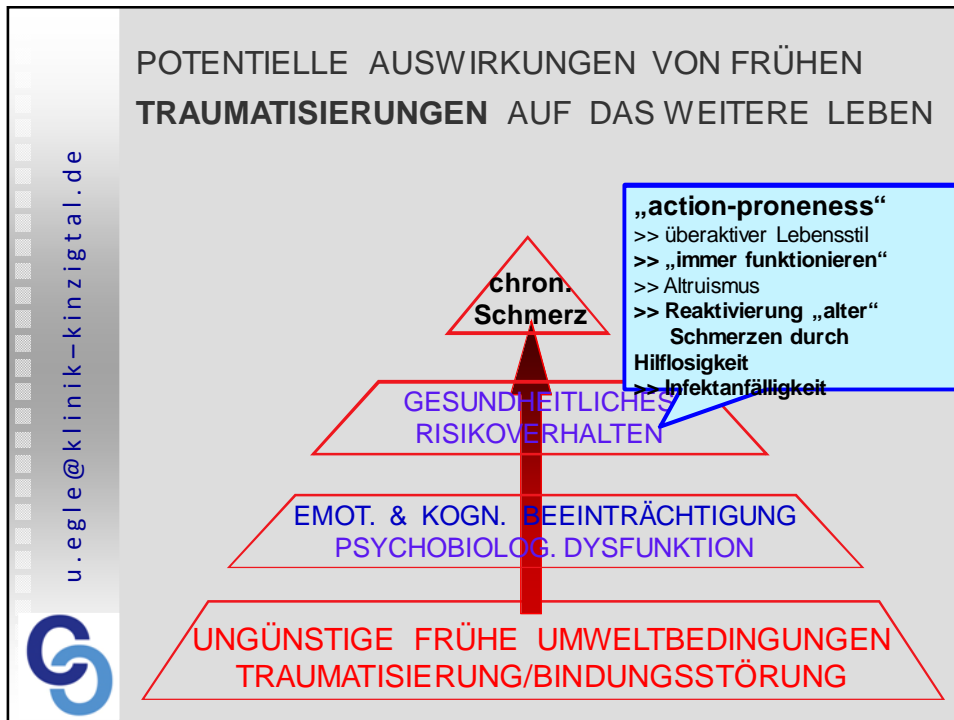 POTENTIELLE AUSWIRKUNGEN VON FRÜHEN
TRAUMATISIERUNGEN AUF DAS WEITERE LEBEN
u.egle@klinik–kinzigtal.de
„action-proneness“
>> überaktiver Lebensstil
>> „immer funktionieren“
>> Altruismus
>> Reaktivierung „alter“
Schmerzen durch
Hilflosigkeit
>> Infektanfälligkeit
chron.
Schmerz
GESUNDHEITLICHES
RISIKOVERHALTEN
EMOT. & KOGN. BEEINTRÄCHTIGUNG
PSYCHOBIOLOG. DYSFUNKTION
UNGÜNSTIGE FRÜHE UMWELTBEDINGUNGEN
TRAUMATISIERUNG/BINDUNGSSTÖRUNG